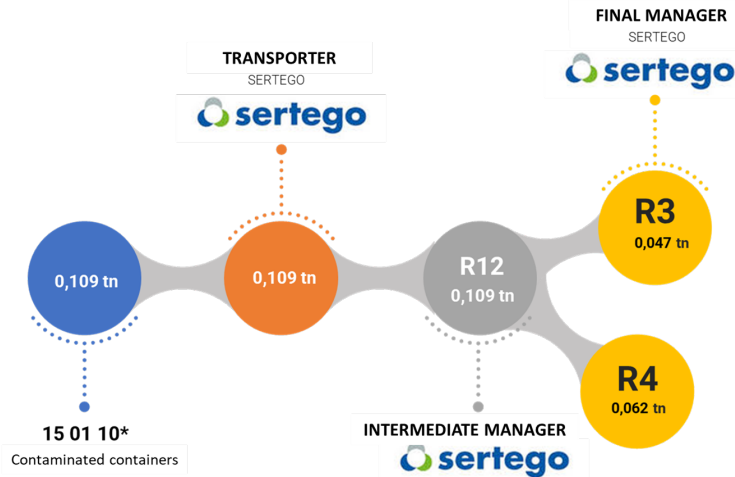 FINAL MANAGER
SERTEGO
sertego
TRANSPORTER
SERTEGO
sertego
R3
0,047 tn
0,109 tn
0,109 tn
R12
0,109 tn
R4
0,062 tn
15 01 10*
Contaminated containers
INTERMEDIATE MANAGER
sertego